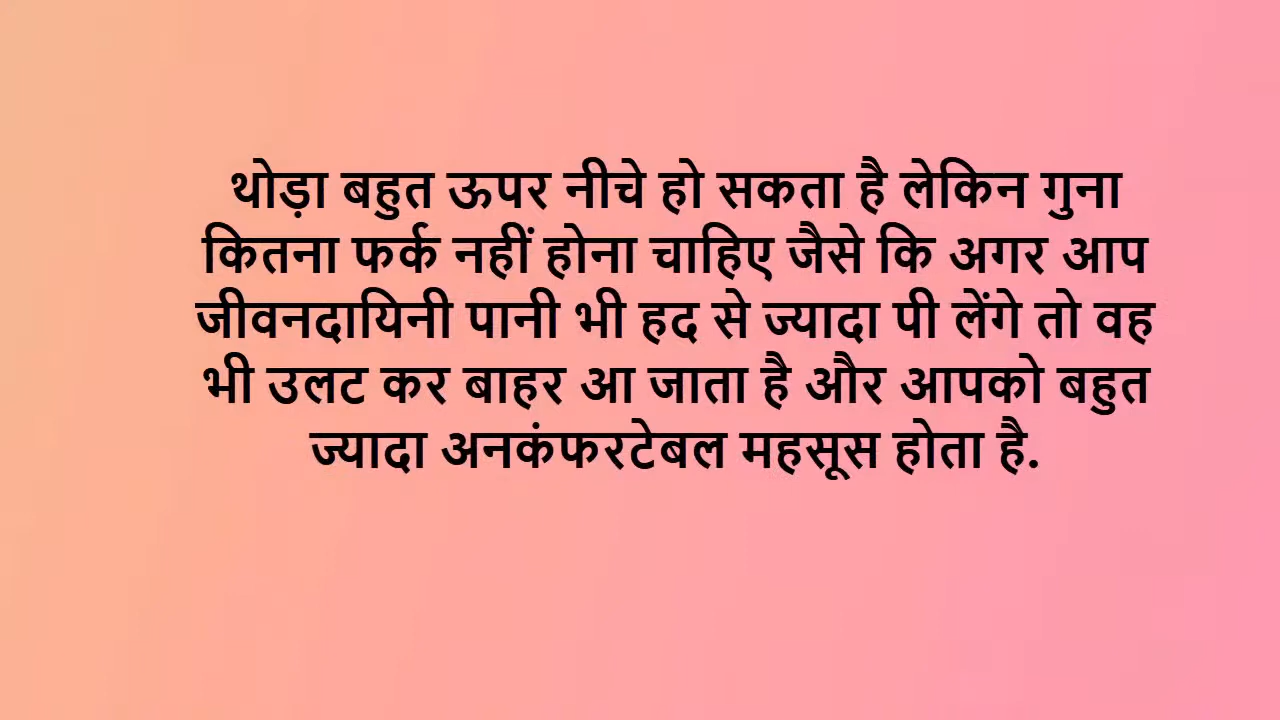 थोड़ा बहुत ऊपर नीचे हो सकता है लेकिन गुना
कितना फर्क नहीं होना चाहिए जैसे कि अगर आप
जीवनदायिनी पानी भी हद से ज्यादा पी लेंगे तो वह
भी उलट कर बाहर आ जाता है और आपको बहुत
ज्यादा अनकंफरटेबल महसूस होता है.